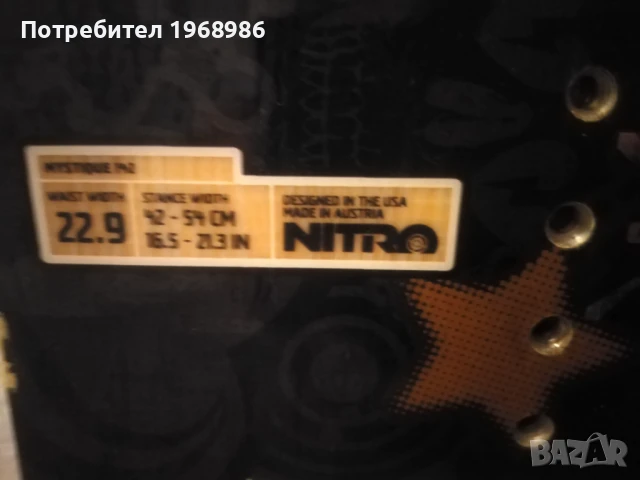 Потребител 1968986
MYSTIQUE 142
WAIST WIDTH
22.9
STANCE WIDTH
42 - 54 CM
16.5 - 21.3 IN
DESIGNED IN THE USA
MADE IN AUSTRIA
NITRO
BAZAR